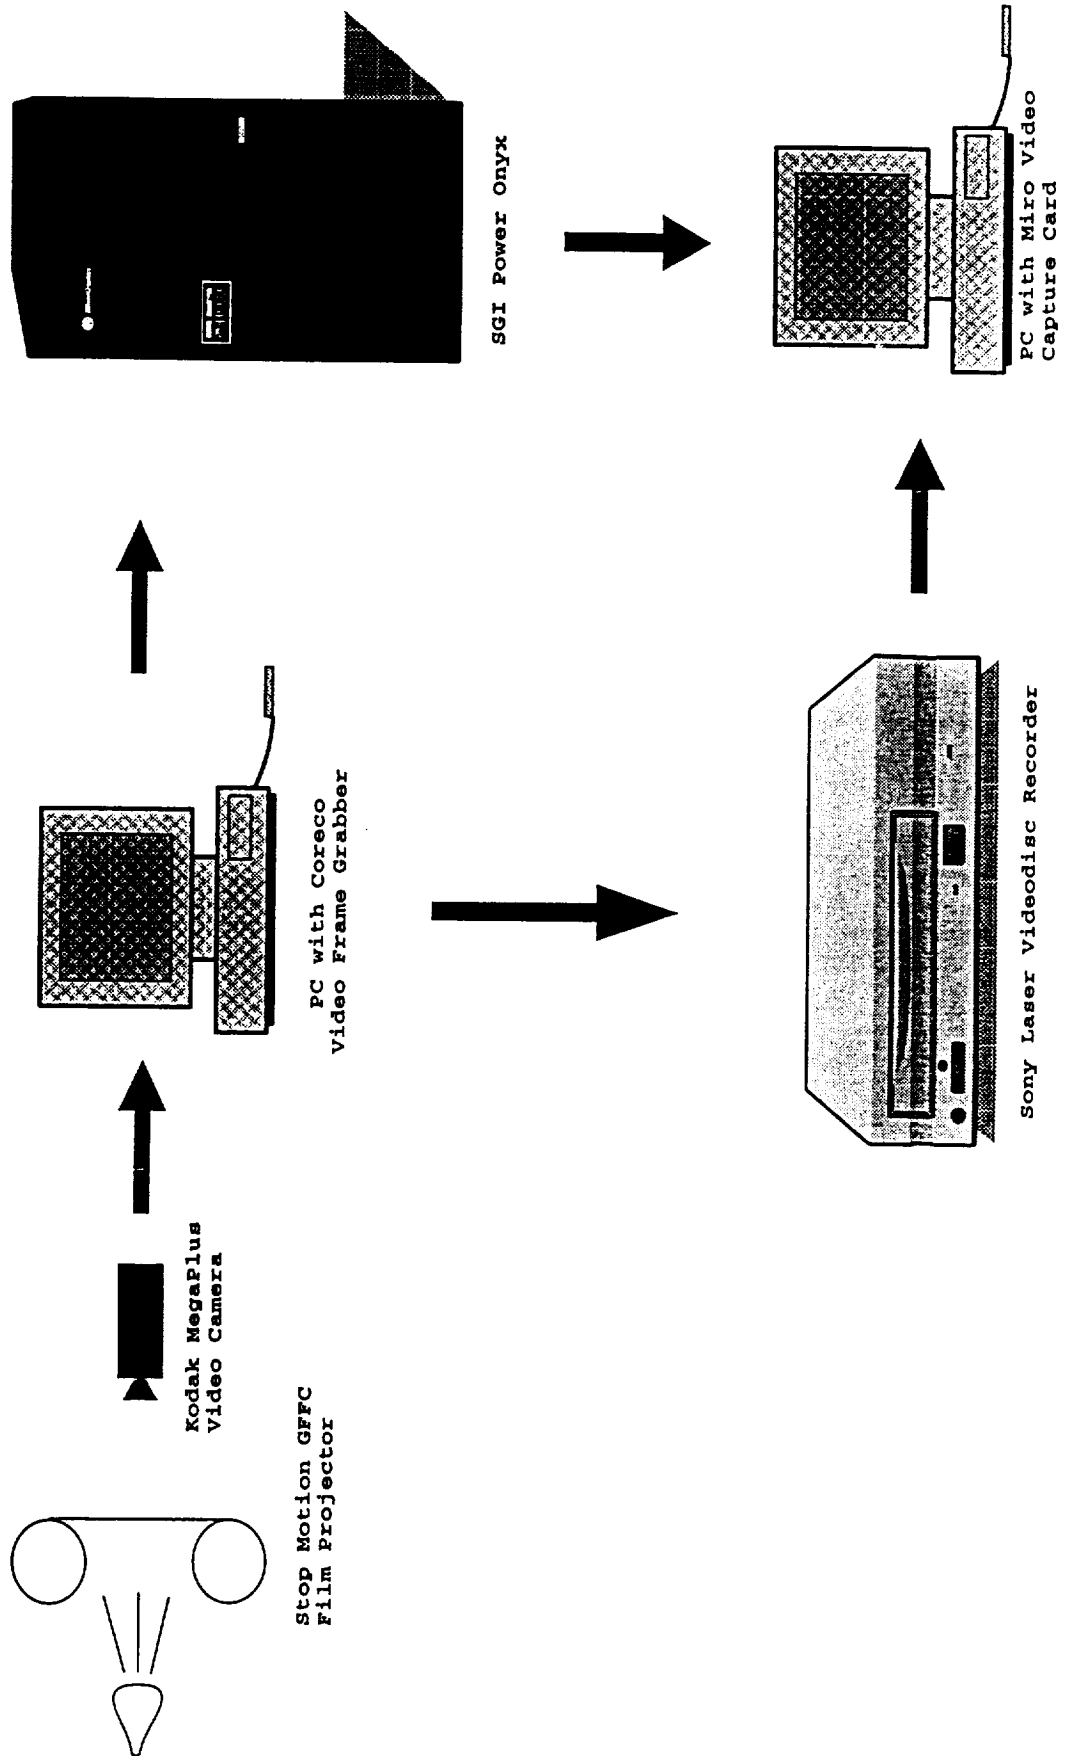 Stop Motion GFFC
Film Projector
Kodak MegaPlus
Video Camera
PC with Coreco
Video Frame Grabber
SGI Power Onyx
Sony Laser Videodisc Recorder
PC with Miro Video
Capture Card